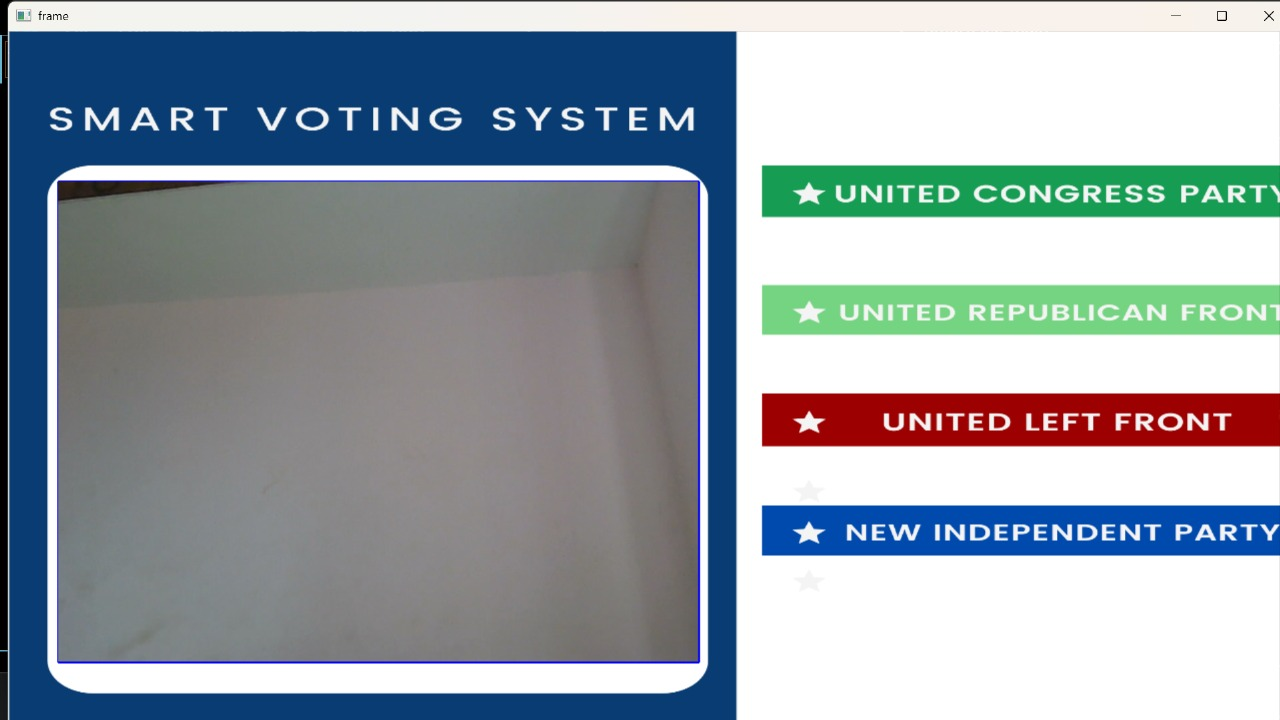 frame
SMART VOTING SYSTEM
UNITED CONGRESS PARTY
UNITED REPUBLICAN FRONT
UNITED LEFT FRONT
NEW INDEPENDENT PARTY